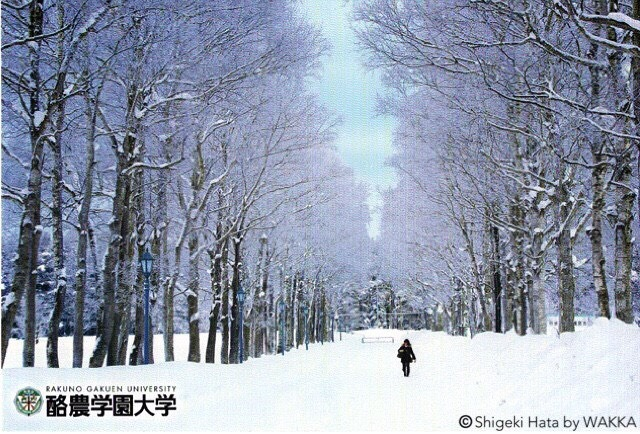 RAKUNO GAKUEN UNIVERSITY
酪農学園大学
©Shigeki Hata by WAKKA